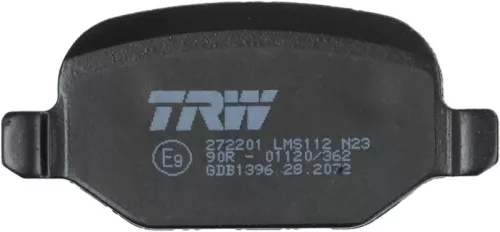 TRW
272201 LMS112 N23
E9 90R - 01120/362
GDB1396 28.2072